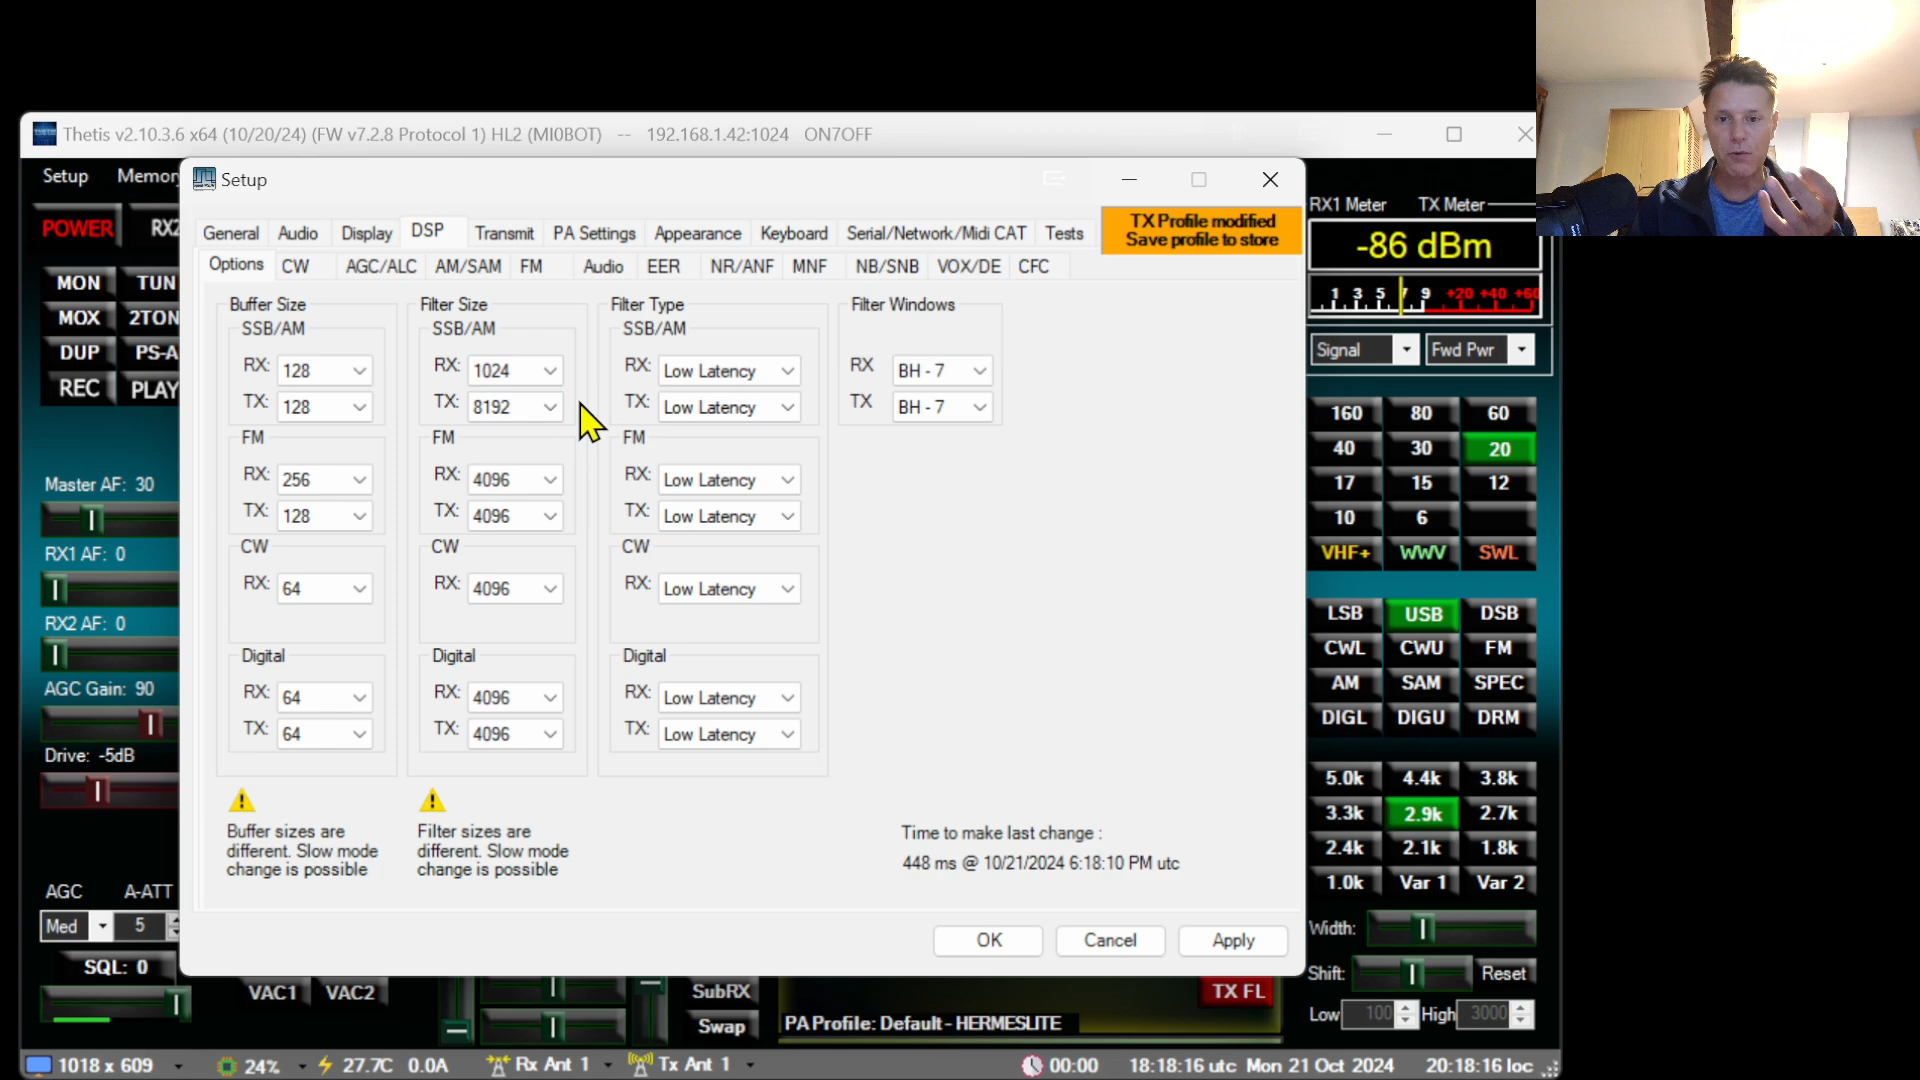 Thetis v2.10.3.6 x64 (10/20/24) (FW v7.2.8 Protocol 1) HL2 (MI0BOT) -- 192.168.1.42:1024 ON7OFF
Setup Memory
Setup
General Audio Display DSP Transmit PA Settings Appearance Keyboard Serial/Network/Midi CAT Tests
TX Profile modified
Save profile to store
Options CW AGC/ALC AM/SAM FM Audio EER NR/ANF MNF NB/SNB VOX/DE CFC
Buffer Size Filter Size Filter Type Filter Windows
SSB/AM SSB/AM SSB/AM
RX: 128 RX: 1024 RX: Low Latency RX BH - 7
TX: 128 TX: 8192 TX: Low Latency TX BH - 7
FM FM FM
RX: 256 RX: 4096 RX: Low Latency
TX: 128 TX: 4096 TX: Low Latency
CW CW CW
RX: 64 RX: 4096 RX: Low Latency
Digital Digital Digital
RX: 64 RX: 4096 RX: Low Latency
TX: 64 TX: 4096 TX: Low Latency
Buffer sizes are
different. Slow mode
change is possible
Filter sizes are
different. Slow mode
change is possible
Time to make last change :
448 ms @ 10/21/2024 6:18:10 PM utc
OK Cancel Apply
POWER RX2
MON TUN
MOX 2TON
DUP PS-A
REC PLAY
Master AF: 30
RX1 AF: 0
RX2 AF: 0
AGC Gain: 90
Drive: -5dB
AGC A-ATT
Med 5
SQL: 0
VAC1 VAC2
SubRX
Swap
TX FL
PA Profile: Default - HERMESLITE
RX1 Meter TX Meter
-86 dBm
1 3 5 7 9 +20 +40 +60
Signal Fwd Pwr
160 80 60
40 30 20
17 15 12
10 6
VHF+ WWV SWL
LSB USB DSB
CWL CWU FM
AM SAM SPEC
DIGL DIGU DRM
5.0k 4.4k 3.8k
3.3k 2.9k 2.7k
2.4k 2.1k 1.8k
1.0k Var 1 Var 2
Width:
Shift: Reset
Low 100 High 3000
1018 x 609 24% 27.7C 0.0A Rx Ant 1 Tx Ant 1 00:00 18:18:16 utc Mon 21 Oct 2024 20:18:16 loc